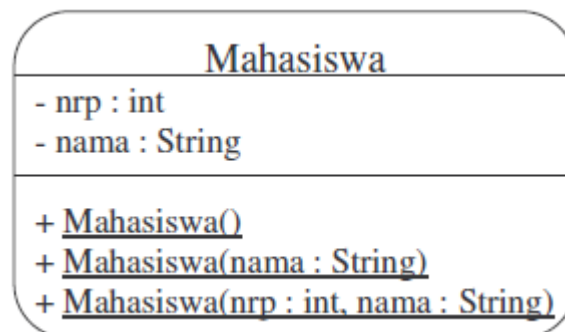 Mahasiswa
- nrp : int
- nama : String
+ Mahasiswa()
+ Mahasiswa(nama : String)
+ Mahasiswa(nrp : int, nama : String)